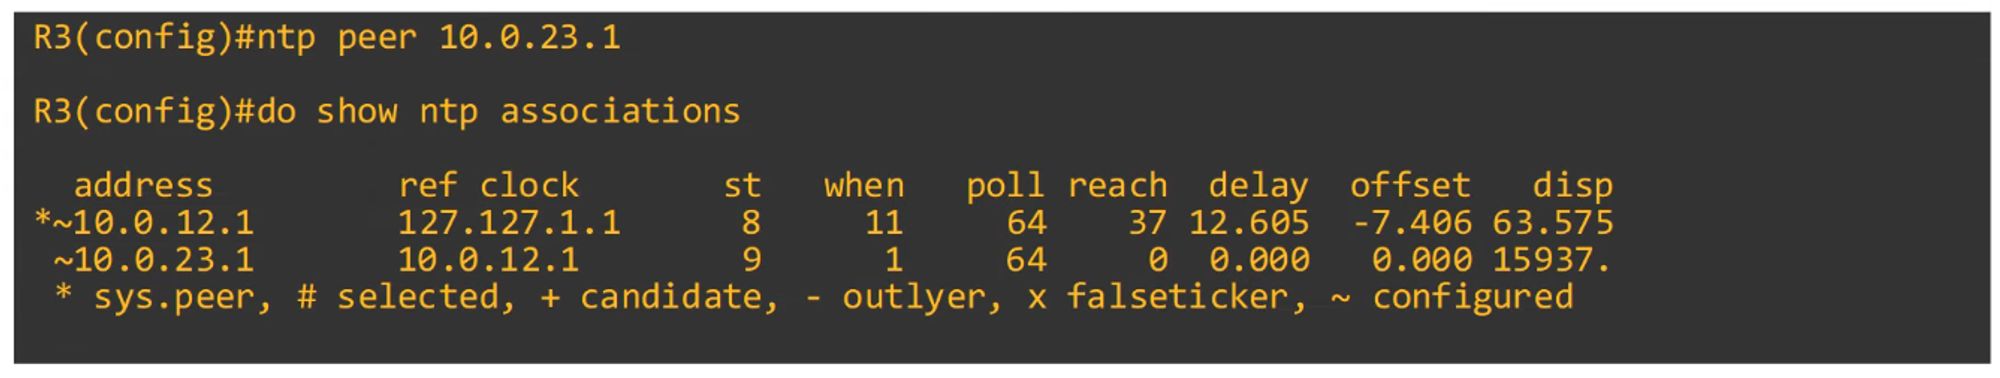 R3(config)#ntp peer 10.0.23.1
R3(config)#do show ntp associations
address ref clock st when poll reach delay offset disp
*~10.0.12.1 127.127.1.1 8 11 64 37 12.605 -7.406 63.575
~10.0.23.1 10.0.12.1 9 1 64 0 0.000 0.000 15937.
* sys.peer, # selected, + candidate, - outlyer, x falseticker, ~ configured